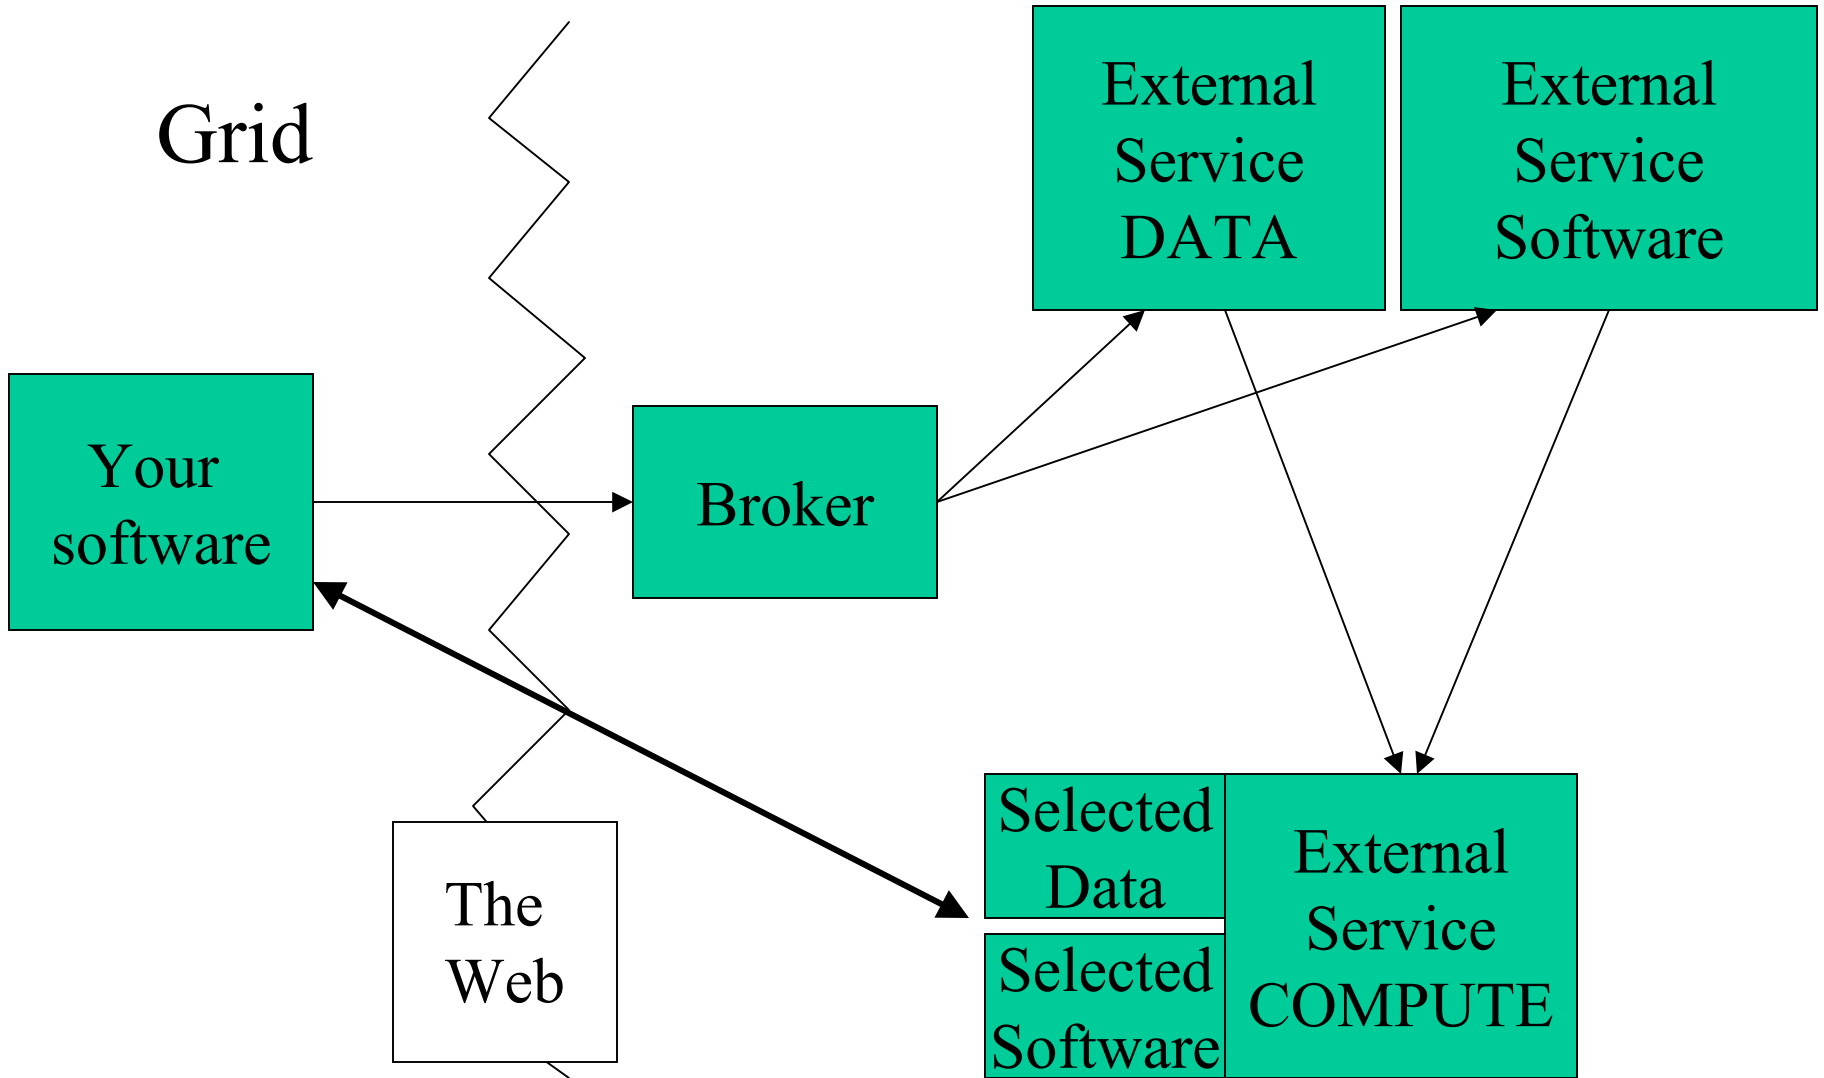 Grid
External
Service
DATA
External
Service
Software
Your
software
Broker
The
Web
Selected
Data
Selected
Software
External
Service
COMPUTE